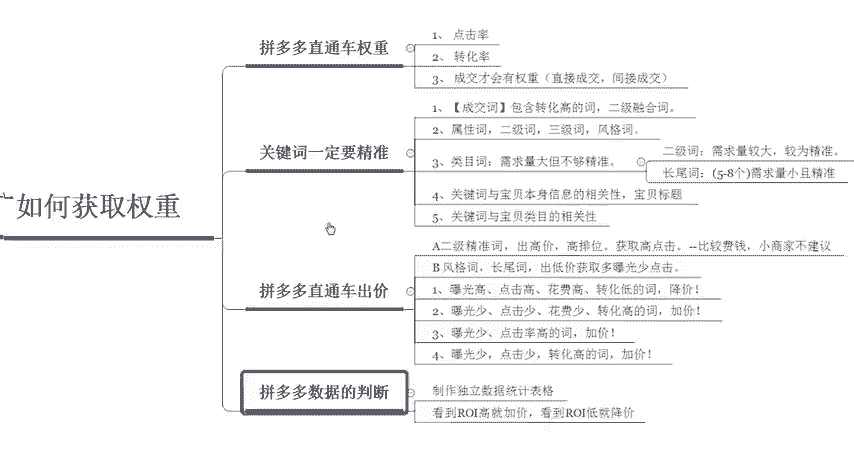 如何获取权重
拼多多直通车权重
1、 点击率
2、 转化率
3、 成交才会有权重（直接成交，间接成交）
关键词一定要精准
1、【成交词】包含转化高的词，二级融合词。
2、属性词，二级词，三级词，风格词。
3、类目词：需求量大但不够精准。
二级词：需求量较大，较为精准。
长尾词：(5-8个)需求量小且精准
4、关键词与宝贝本身信息的相关性，宝贝标题
5、关键词与宝贝类目的相关性
拼多多直通车出价
A二级精准词，出高价，高排位。获取高点击。--比较费钱，小商家不建议
B 风格词，长尾词，出低价获取多曝光少点击。
1、曝光高、点击高、花费高、转化低的词，降价！
2、曝光少、点击少、花费少、转化高的词，加价！
3、曝光少、点击率高的词，加价！
4、曝光少，点击少，转化高的词，加价！
拼多多数据的判断
制作独立数据统计表格
看到ROI高就加价，看到ROI低就降价